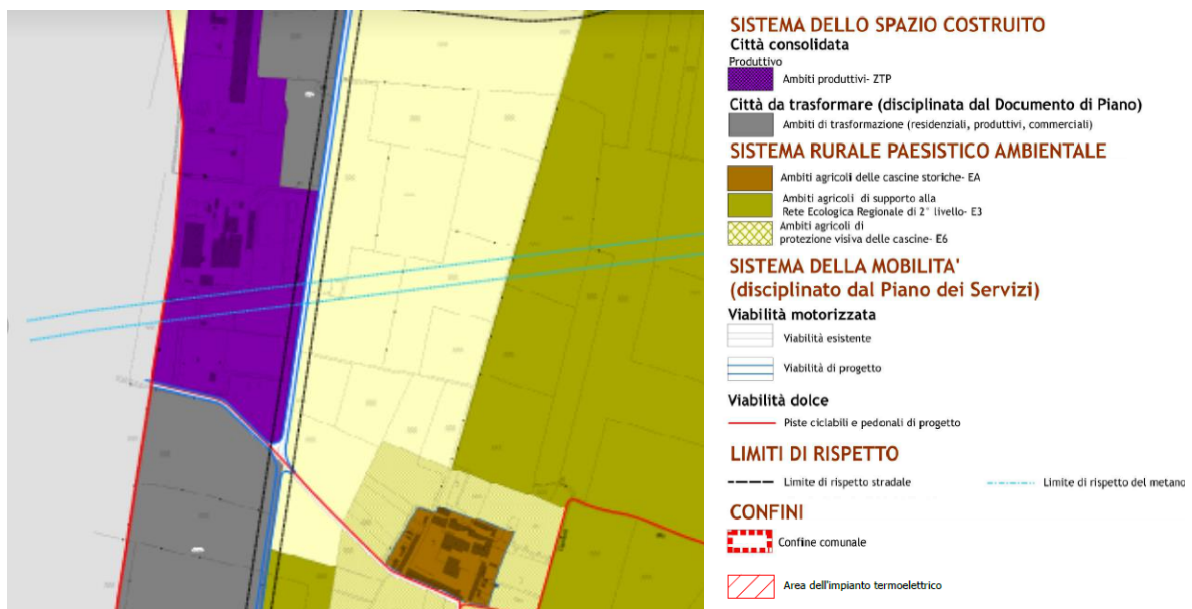 SISTEMA DELLO SPAZIO COSTRUITO
Città consolidata
Produttivo
Ambiti produttivi- ZTP
Città da trasformare (disciplinata dal Documento di Piano)
Ambiti di trasformazione (residenziali, produttivi, commerciali)
SISTEMA RURALE PAESISTICO AMBIENTALE
Ambiti agricoli delle cascine storiche- EA
Ambiti agricoli di supporto alla
Rete Ecologica Regionale di 2° livello- E3
Ambiti agricoli di
protezione visiva delle cascine- E6
SISTEMA DELLA MOBILITA'
(disciplinato dal Piano dei Servizi)
Viabilità motorizzata
Viabilità esistente
Viabilità di progetto
Viabilità dolce
Piste ciclabili e pedonali di progetto
LIMITI DI RISPETTO
Limite di rispetto stradale
Limite di rispetto del metano
CONFINI
Confine comunale
Area dell'impianto termoelettrico